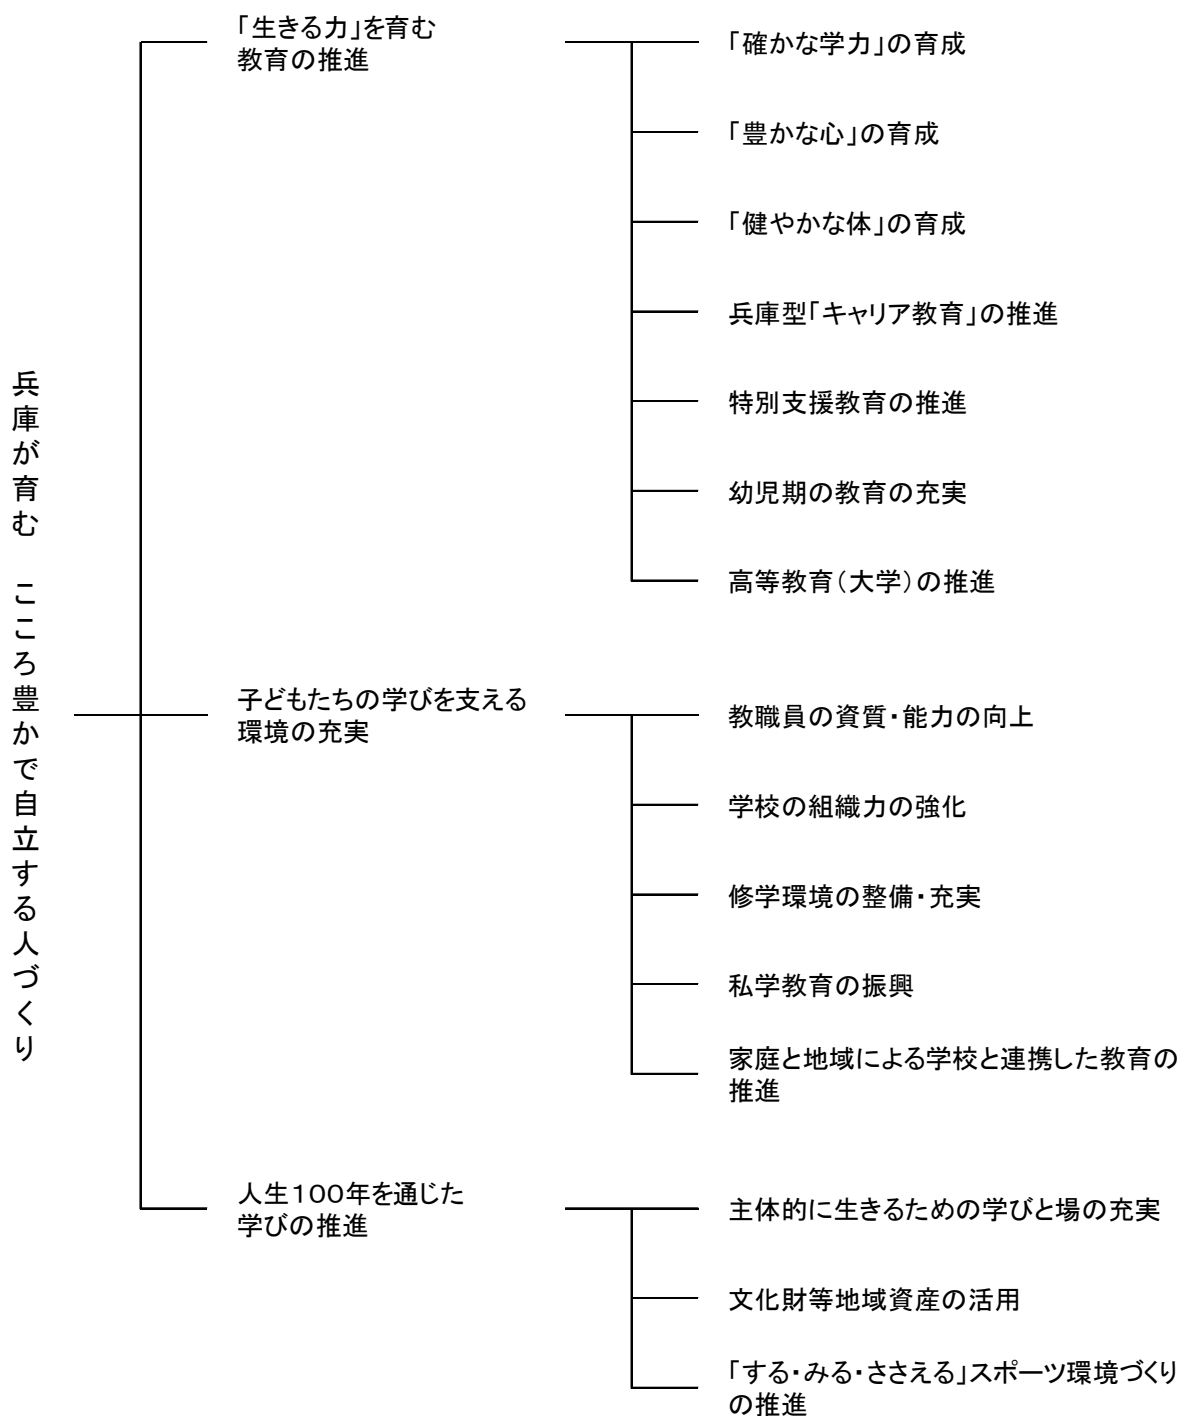 兵庫が育む　こころ豊かで自立する人づくり
「生きる力」を育む
教育の推進
「確かな学力」の育成
「豊かな心」の育成
「健やかな体」の育成
兵庫型「キャリア教育」の推進
特別支援教育の推進
幼児期の教育の充実
高等教育（大学）の推進
子どもたちの学びを支える
環境の充実
教職員の資質・能力の向上
学校の組織力の強化
修学環境の整備・充実
私学教育の振興
家庭と地域による学校と連携した教育の
推進
人生１００年を通じた
学びの推進
主体的に生きるための学びと場の充実
文化財等地域資産の活用
「する・みる・ささえる」スポーツ環境づくり
の推進